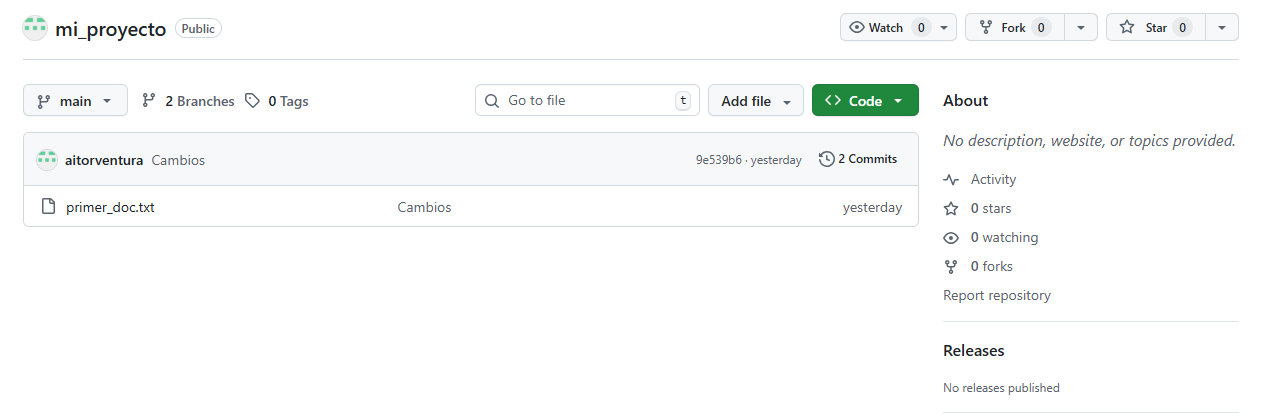 mi_proyecto Public Watch 0 Fork 0 Star 0
main 2 Branches 0 Tags Go to file t Add file Code
aitorventura Cambios 9e539b6 · yesterday 2 Commits
primer_doc.txt Cambios yesterday
About
No description, website, or topics provided.
Activity
0 stars
0 watching
0 forks
Report repository
Releases
No releases published